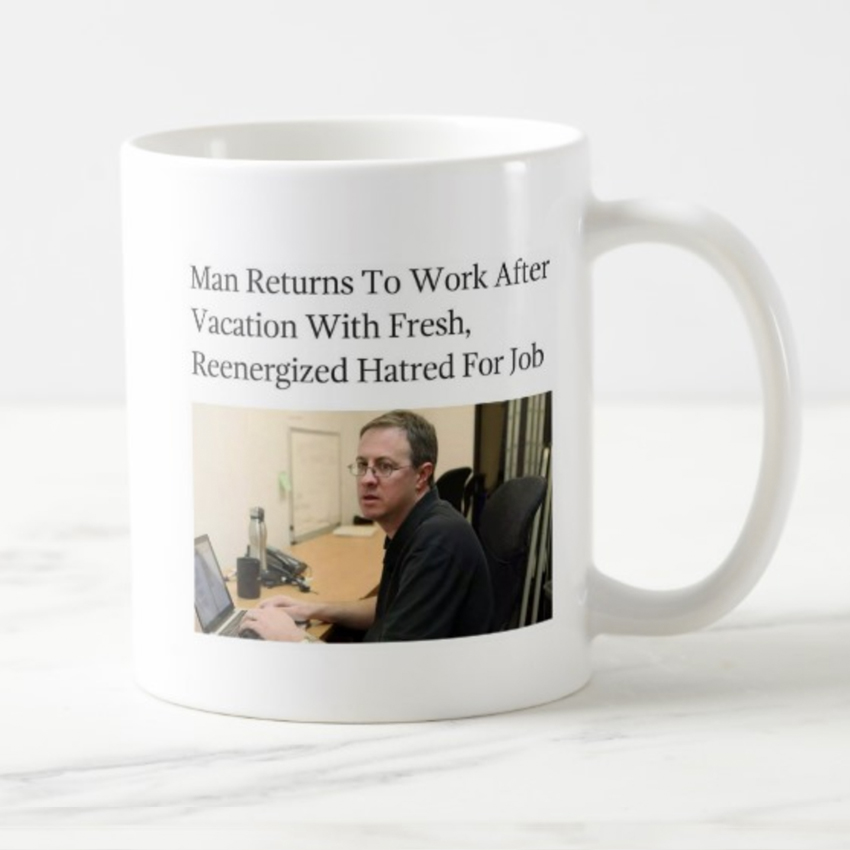 Man Returns To Work After
Vacation With Fresh,
Reenergized Hatred For Job